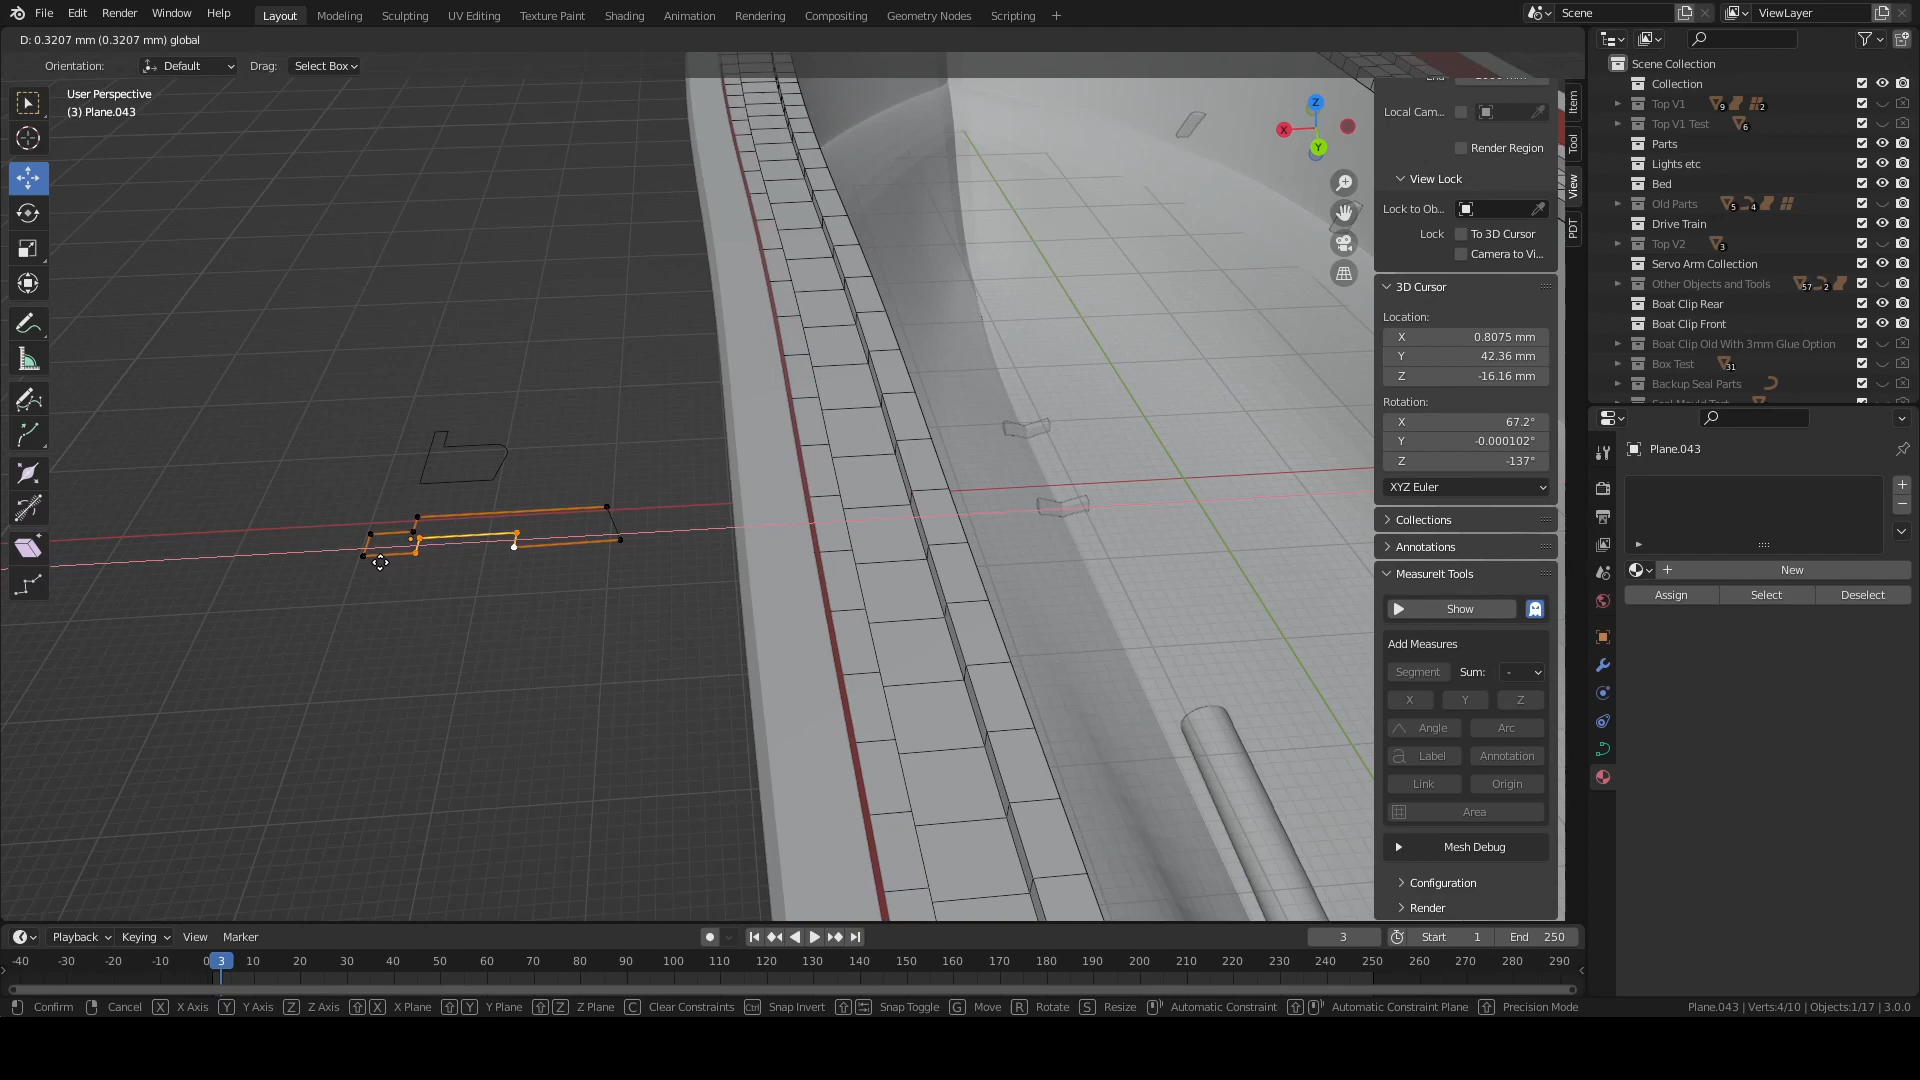 File Edit Render Window Help Layout Modeling Sculpting UV Editing Texture Paint Shading Animation Rendering Compositing Geometry Nodes Scripting + Scene ViewLayer
D: 0.3207 mm (0.3207 mm) global
Orientation: Default Drag: Select Box
User Perspective
(3) Plane.043
Z
X
Y
Local Cam...
Render Region
View Lock
Lock to Ob...
Lock To 3D Cursor
Camera to Vi...
3D Cursor
Location:
X 0.8075 mm
Y 42.36 mm
Z -16.16 mm
Rotation:
X 67.2°
Y -0.000102°
Z -137°
XYZ Euler
Collections
Annotations
MeasureIt Tools
Show
Add Measures
Segment Sum: -
X Y Z
Angle Arc
Label Annotation
Link Origin
Area
Mesh Debug
Configuration
Render
Item
Tool
View
PDT
Scene Collection
Collection
Top V1 9 2
Top V1 Test 6
Parts
Lights etc
Bed
Old Parts 5 4
Drive Train
Top V2 3
Servo Arm Collection
Other Objects and Tools 57 2
Boat Clip Rear
Boat Clip Front
Boat Clip Old With 3mm Glue Option
Box Test 31
Backup Seal Parts
Plane.043
New
Assign Select Deselect
Playback Keying View Marker 3 Start 1 End 250
-40 -30 -20 -10 0 3 10 20 30 40 50 60 70 80 90 100 110 120 130 140 150 160 170 180 190 200 210 220 230 240 250 260 270 280 290
Confirm Cancel X X Axis Y Y Axis Z Z Axis X X Plane Y Y Plane Z Z Plane C Clear Constraints Ctrl Snap Invert Snap Toggle G Move R Rotate S Resize Automatic Constraint Automatic Constraint Plane Precision Mode Plane.043 | Verts:4/10 | Objects:1/17 | 3.0.0